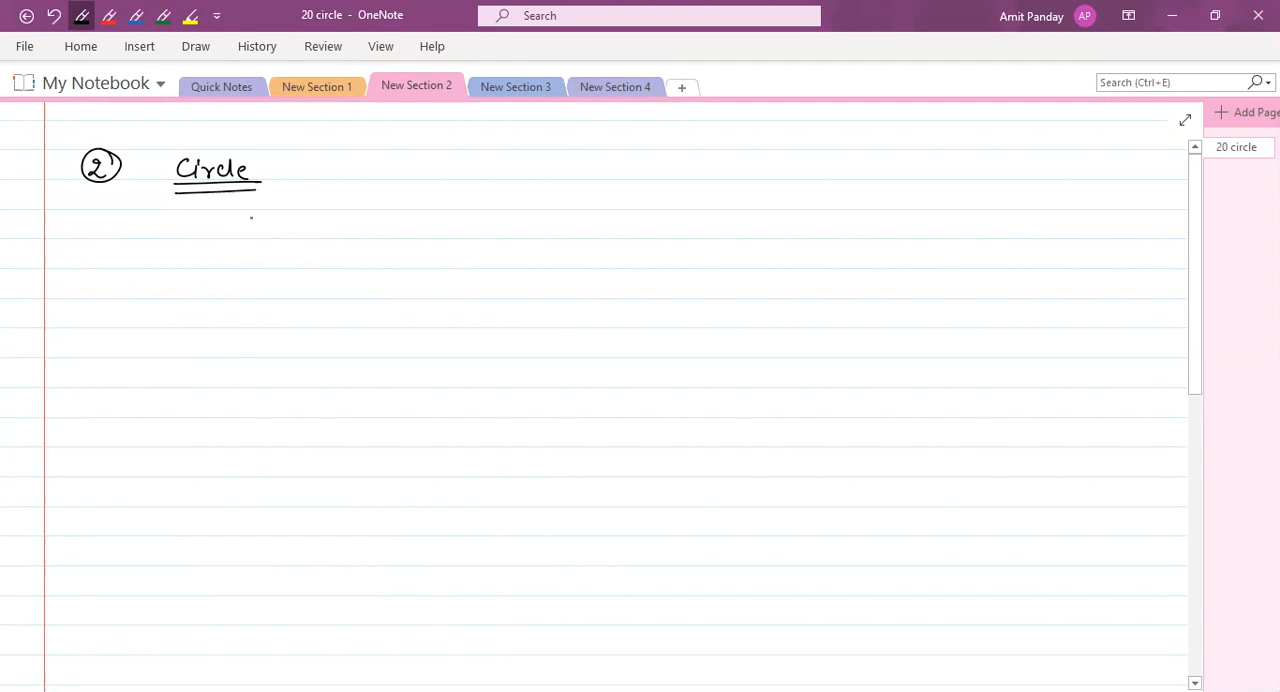 20 circle - OneNote
Search
Amit Panday
AP
File Home Insert Draw History Review View Help
My Notebook
Quick Notes
New Section 1
New Section 2
New Section 3
New Section 4
+
Search (Ctrl+E)
Add Page
20 circle
2 Circle